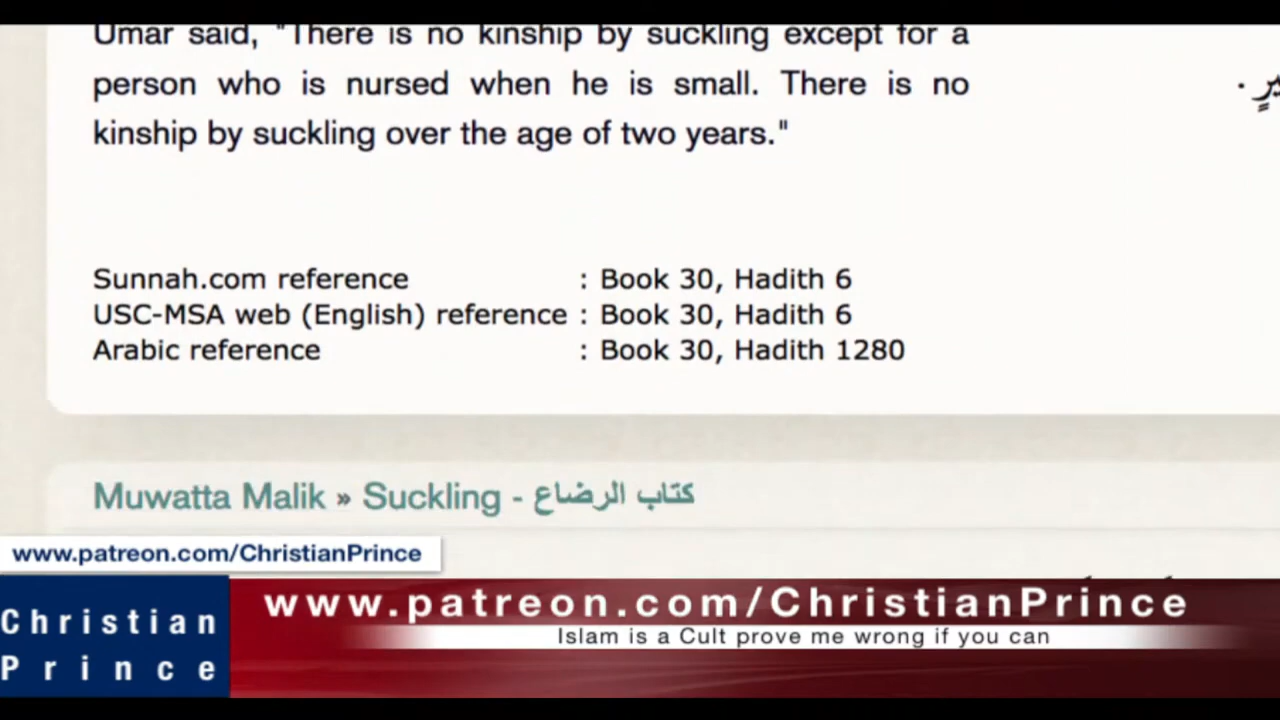 Umar said, "There is no kinship by suckling except for a
person who is nursed when he is small. There is no
kinship by suckling over the age of two years."
Sunnah.com reference : Book 30, Hadith 6
USC-MSA web (English) reference : Book 30, Hadith 6
Arabic reference : Book 30, Hadith 1280
Muwatta Malik » Suckling - كتاب الرضاع
www.patreon.com/ChristianPrince
Christian
Prince
www.patreon.com/ChristianPrince
Islam is a Cult prove me wrong if you can